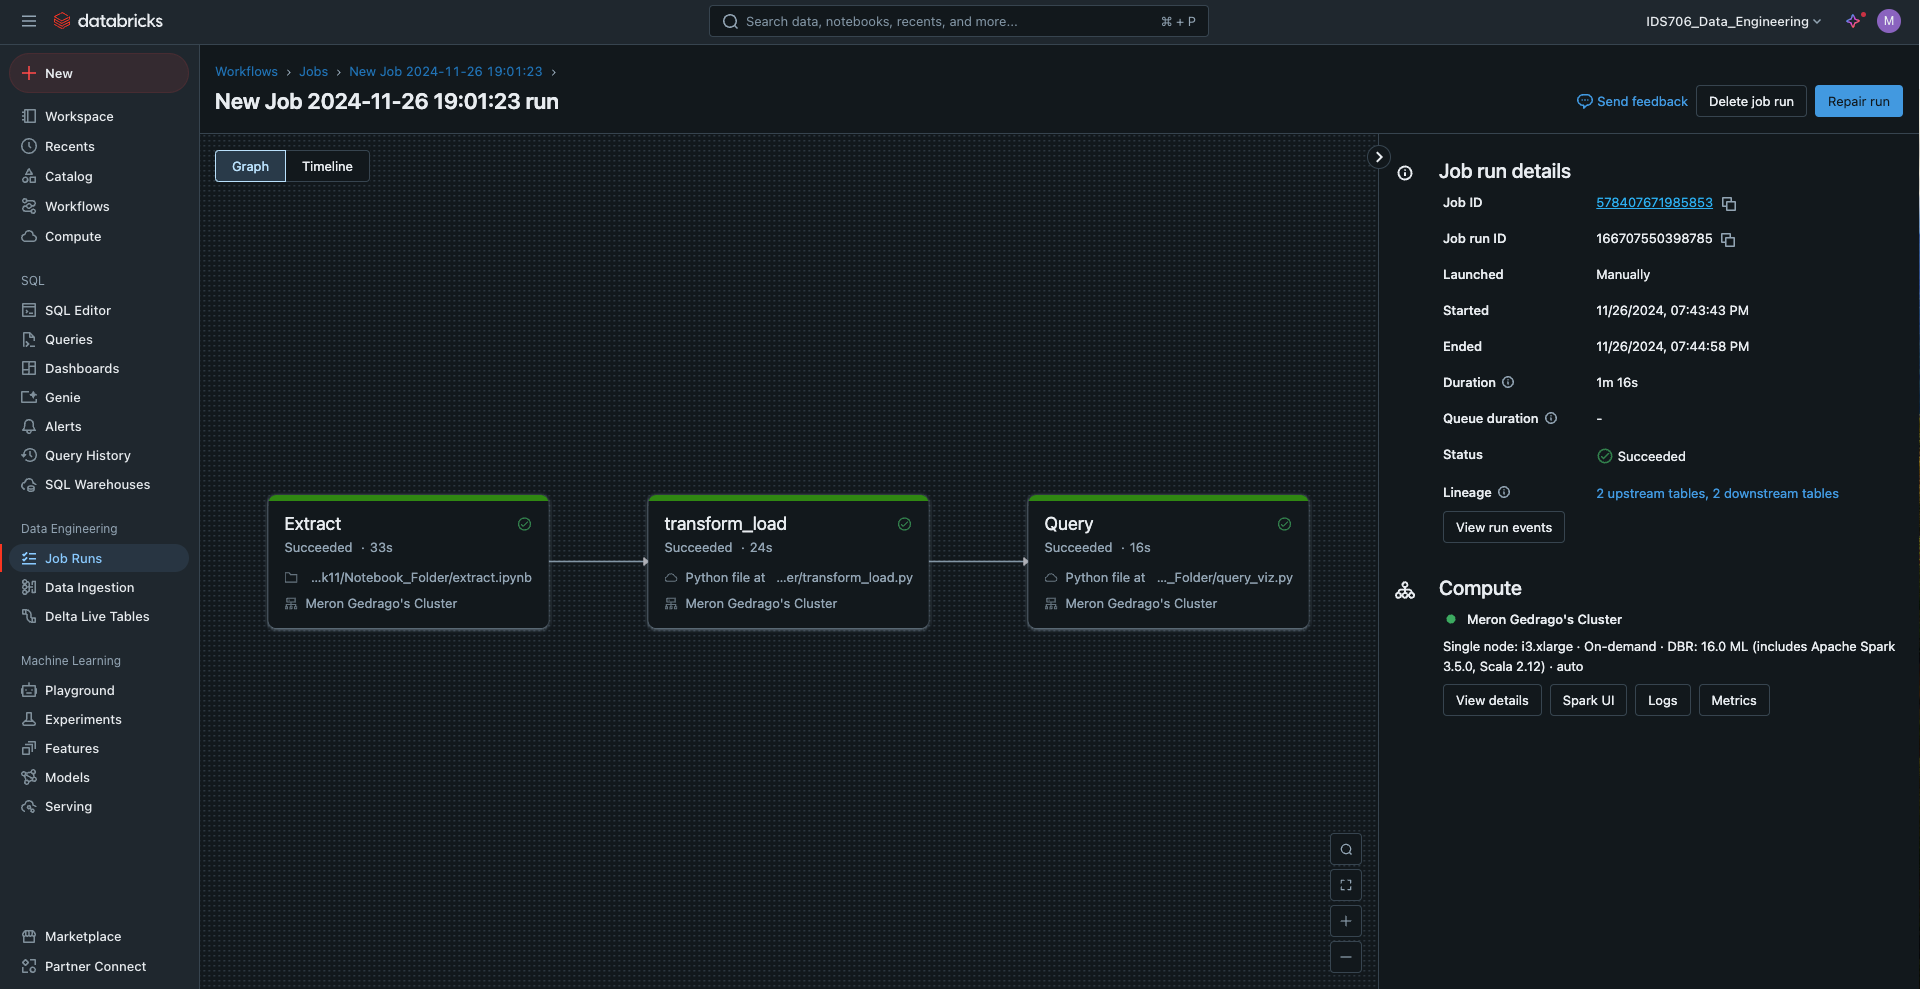 databricks
Search data, notebooks, recents, and more...
⌘ + P
IDS706_Data_Engineering
M
New
Workspace
Recents
Catalog
Workflows
Compute
SQL
SQL Editor
Queries
Dashboards
Genie
Alerts
Query History
SQL Warehouses
Data Engineering
Job Runs
Data Ingestion
Delta Live Tables
Machine Learning
Playground
Experiments
Features
Models
Serving
Marketplace
Partner Connect
Workflows › Jobs › New Job 2024-11-26 19:01:23 ›
New Job 2024-11-26 19:01:23 run
Send feedback
Delete job run
Repair run
Graph
Timeline
Extract
Succeeded · 33s
...k11/Notebook_Folder/extract.ipynb
Meron Gedrago's Cluster
transform_load
Succeeded · 24s
Python file at ...er/transform_load.py
Meron Gedrago's Cluster
Query
Succeeded · 16s
Python file at ..._Folder/query_viz.py
Meron Gedrago's Cluster
Job run details
Job ID 578407671985853
Job run ID 166707550398785
Launched Manually
Started 11/26/2024, 07:43:43 PM
Ended 11/26/2024, 07:44:58 PM
Duration 1m 16s
Queue duration -
Status Succeeded
Lineage 2 upstream tables, 2 downstream tables
View run events
Compute
Meron Gedrago's Cluster
Single node: i3.xlarge · On-demand · DBR: 16.0 ML (includes Apache Spark
3.5.0, Scala 2.12) · auto
View details
Spark UI
Logs
Metrics